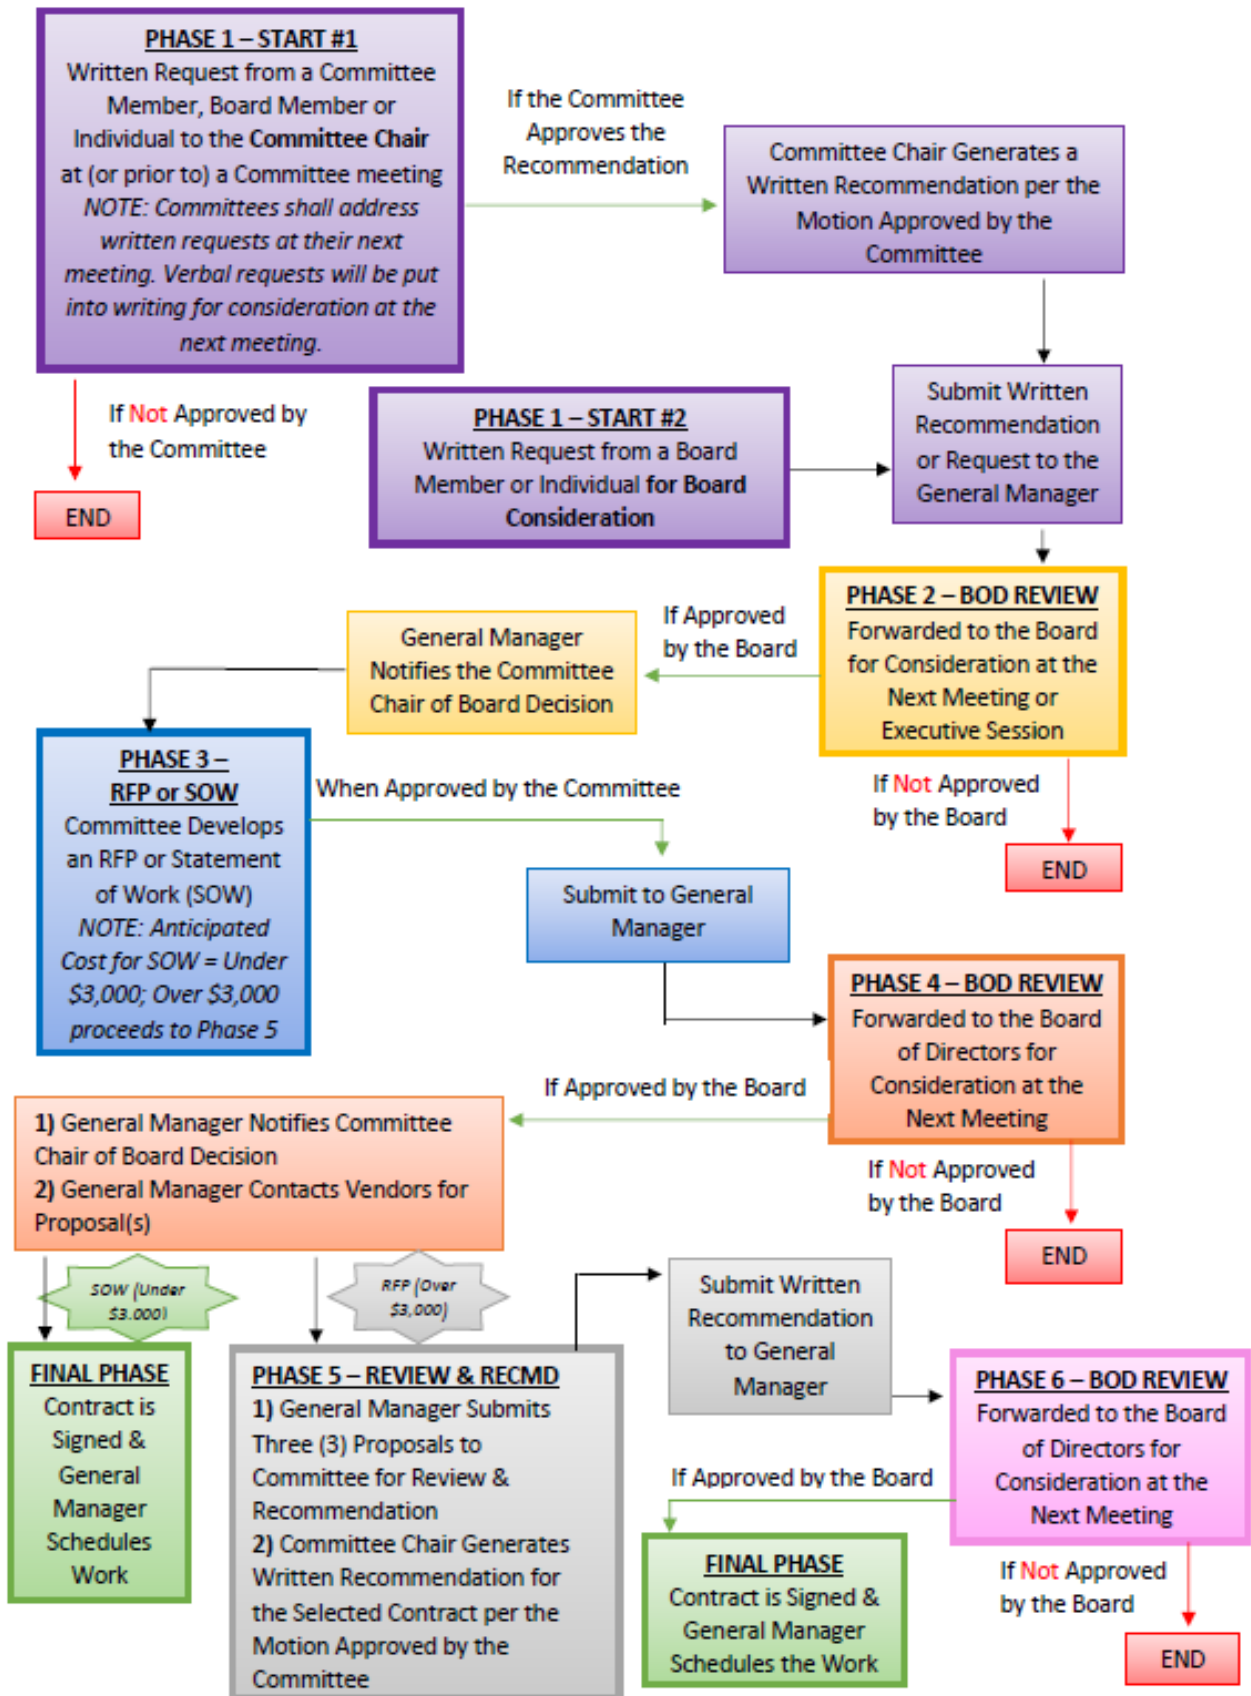 PHASE 1 – START #1
Written Request from a Committee
Member, Board Member or
Individual to the Committee Chair
at (or prior to) a Committee meeting
NOTE: Committees shall address
written requests at their next
meeting. Verbal requests will be put
into writing for consideration at the
next meeting.
If the Committee
Approves the
Recommendation
Committee Chair Generates a
Written Recommendation per the
Motion Approved by the
Committee
If Not Approved by
the Committee
END
PHASE 1 – START #2
Written Request from a Board
Member or Individual for Board
Consideration
Submit Written
Recommendation
or Request to the
General Manager
PHASE 2 – BOD REVIEW
Forwarded to the Board
for Consideration at the
Next Meeting or
Executive Session
If Approved
by the Board
General Manager
Notifies the Committee
Chair of Board Decision
If Not Approved
by the Board
END
PHASE 3 –
RFP or SOW
Committee Develops
an RFP or Statement
of Work (SOW)
NOTE: Anticipated
Cost for SOW = Under
$3,000; Over $3,000
proceeds to Phase 5
When Approved by the Committee
Submit to General
Manager
PHASE 4 – BOD REVIEW
Forwarded to the Board
of Directors for
Consideration at the
Next Meeting
If Approved by the Board
If Not Approved
by the Board
END
1) General Manager Notifies Committee
Chair of Board Decision
2) General Manager Contacts Vendors for
Proposal(s)
SOW (Under
$3.000)
RFP (Over
$3,000)
FINAL PHASE
Contract is
Signed &
General
Manager
Schedules
Work
PHASE 5 – REVIEW & RECMD
1) General Manager Submits
Three (3) Proposals to
Committee for Review &
Recommendation
2) Committee Chair Generates
Written Recommendation for
the Selected Contract per the
Motion Approved by the
Committee
Submit Written
Recommendation
to General
Manager
PHASE 6 – BOD REVIEW
Forwarded to the Board
of Directors for
Consideration at the
Next Meeting
If Approved by the Board
FINAL PHASE
Contract is Signed &
General Manager
Schedules the Work
If Not Approved
by the Board
END